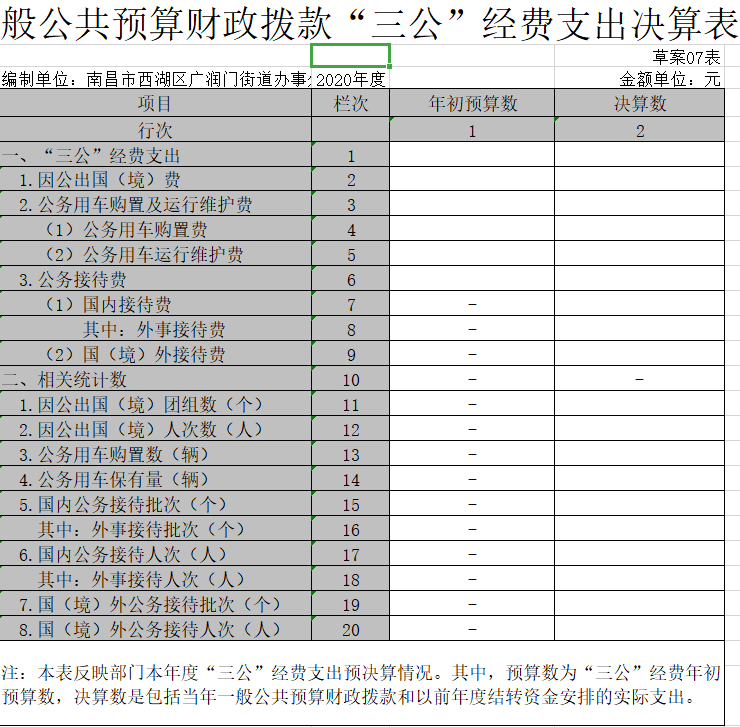 般公共预算财政拨款“三公”经费支出决算表
草案07表
编制单位：南昌市西湖区广润门街道办事 2020年度 金额单位：元
项目 栏次 年初预算数 决算数
行次 1 2
一、“三公”经费支出 1
1.因公出国（境）费 2
2.公务用车购置及运行维护费 3
（1）公务用车购置费 4
（2）公务用车运行维护费 5
3.公务接待费 6
（1）国内接待费 7 －
其中：外事接待费 8 －
（2）国（境）外接待费 9 －
二、相关统计数 10 － －
1.因公出国（境）团组数（个） 11 －
2.因公出国（境）人次数（人） 12 －
3.公务用车购置数（辆） 13 －
4.公务用车保有量（辆） 14 －
5.国内公务接待批次（个） 15 －
其中：外事接待批次（个） 16 －
6.国内公务接待人次（人） 17 －
其中：外事接待人次（人） 18 －
7.国（境）外公务接待批次（个） 19 －
8.国（境）外公务接待人次（人） 20 －
注：本表反映部门本年度“三公”经费支出预决算情况。其中，预算数为“三公”经费年初
预算数，决算数是包括当年一般公共预算财政拨款和以前年度结转资金安排的实际支出。